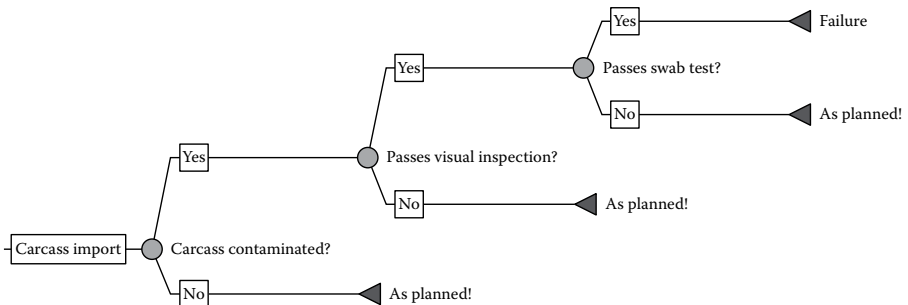 Yes
Failure
Yes
Passes swab test?
No
As planned!
Yes
Passes visual inspection?
No
As planned!
Carcass import
Carcass contaminated?
No
As planned!